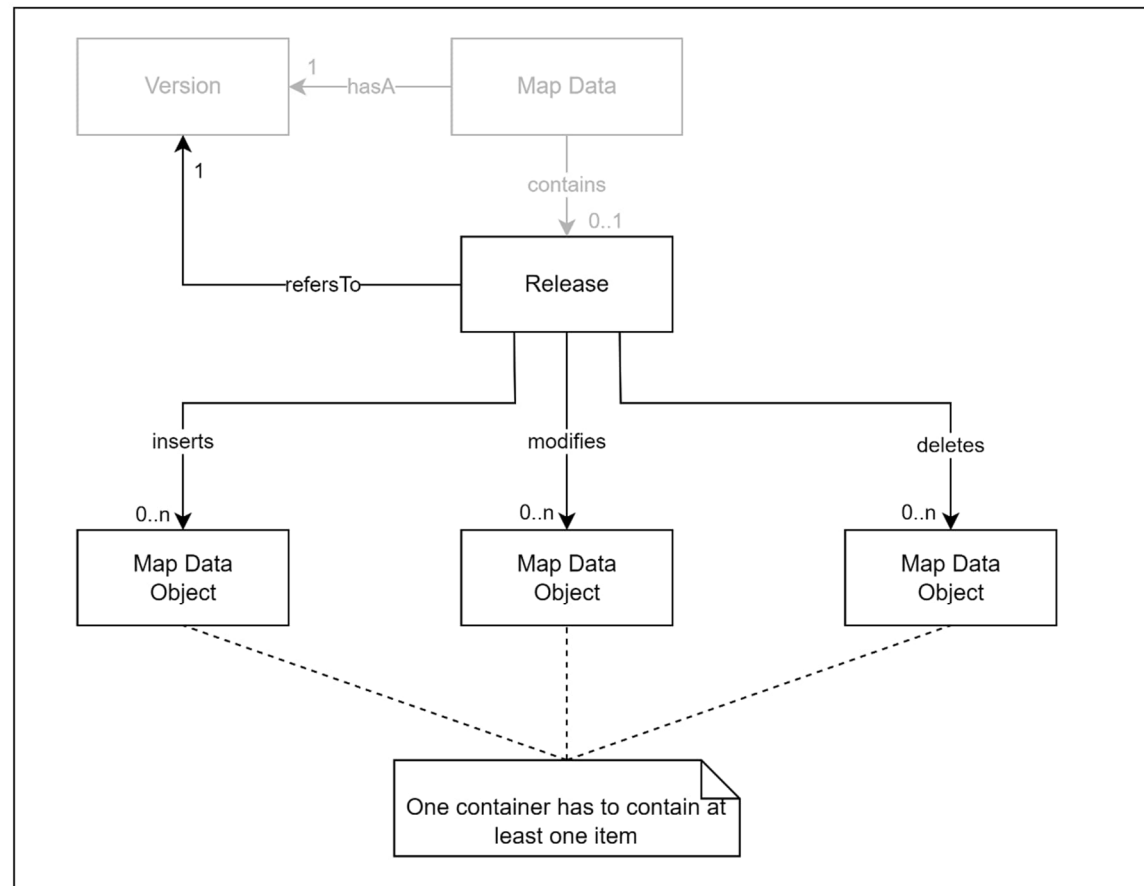 1
Version
hasA
Map Data
1
contains
0..1
refersTo
Release
inserts
modifies
deletes
0..n
0..n
0..n
Map Data
Object
Map Data
Object
Map Data
Object
One container has to contain at
least one item